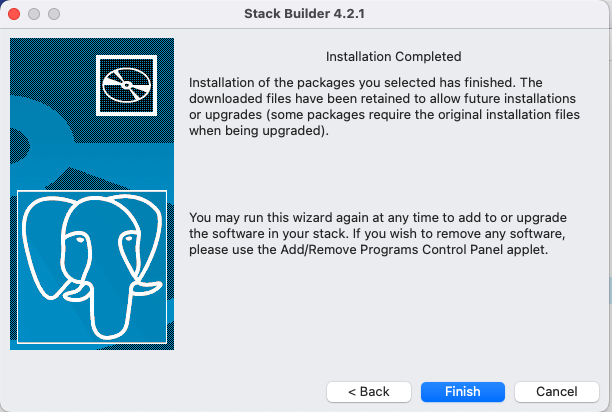 Stack Builder 4.2.1
Installation Completed
Installation of the packages you selected has finished. The
downloaded files have been retained to allow future installations
or upgrades (some packages require the original installation files
when being upgraded).
You may run this wizard again at any time to add to or upgrade
the software in your stack. If you wish to remove any software,
please use the Add/Remove Programs Control Panel applet.
< Back
Finish
Cancel